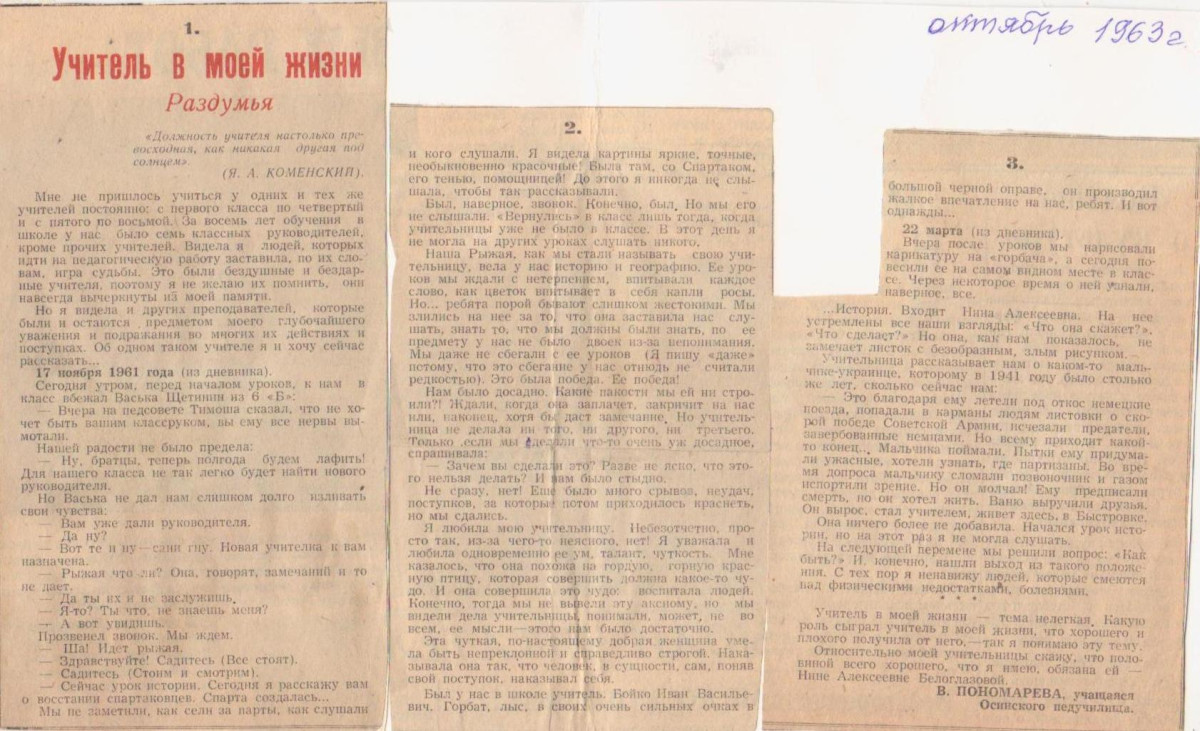 октябрь 1963 г.
1.
Учитель в моей жизни
Раздумья
«Должность учителя настолько пре-
восходная, как никакая другая под
солнцем».
(Я. А. КОМЕНСКИЙ).
Мне не пришлось учиться у одних и тех же
учителей постоянно: с первого класса по четвертый
и с пятого по восьмой. За восемь лет обучения в
школе у нас было семь классных руководителей,
кроме прочих учителей. Видела я людей, которых
идти на педагогическую работу заставила, по их сло-
вам, игра судьбы. Это были бездушные и бездар-
ные учителя, поэтому я не желаю их помнить, они
навсегда вычеркнуты из моей памяти.
Но я видела и других преподавателей, которые
были и остаются предметом моего глубочайшего
уважения и подражания во многих их действиях и
поступках. Об одном таком учителе я и хочу сейчас
рассказать...
17 ноября 1961 года (из дневника).
Сегодня утром, перед началом уроков, к нам в
класс вбежал Васька Щетинин из 6 «Б»:
— Вчера на педсовете Тимоша сказал, что не хо-
чет быть вашим классруком, вы ему все нервы вы-
мотали.
Нашей радости не было предела:
— Ну, братцы, теперь полгода будем лафить!
Для нашего класса не так легко будет найти нового
руководителя.
Но Васька не дал нам слишком долго изливать
свои чувства:
— Вам уже дали руководителя.
— Да ну?
— Вот те и ну—сани гну. Новая учителка к вам
назначена.
— Рыжая что ли? Она, говорят, замечаний и то
не дает.
— Да ты их и не заслужишь.
— Я-то? Ты что, не знаешь меня?
— А вот увидишь.
Прозвенел звонок. Мы ждем.
— Ша! Идет рыжая.
— Здравствуйте! Садитесь (Все стоят).
— Садитесь (Стоим и смотрим).
— Сейчас урок истории. Сегодня я расскажу вам
о восстании спартаковцев. Спарта создалась...
Мы не заметили, как сели за парты, как слушали
2.
и кого слушали. Я видела картины яркие, точные,
необыкновенно красочные! Была там, со Спартаком,
его тенью, помощницей! До этого я никогда не слы-
шала, чтобы так рассказывали.
Был, наверное, звонок. Конечно, был. Но мы его
не слышали. «Вернулись» в класс лишь тогда, когда
учительницы уже не было в классе. В этот день я
не могла на других уроках слушать никого.
Наша Рыжая, как мы стали называть свою учи-
тельницу, вела у нас историю и географию. Ее уро-
ков мы ждали с нетерпением, впитывали каждое
слово, как цветок впитывает в себя капли росы.
Но... ребята порой бывают слишком жестокими. Мы
злились на нее за то, что она заставила нас слу-
шать, знать то, что мы должны были знать, по ее
предмету у нас не было двоек из-за непонимания.
Мы даже не сбегали с ее уроков (Я пишу «даже»
потому, что это сбегание у нас отнюдь не считали
редкостью). Это была победа. Ее победа!
Нам было досадно. Какие пакости мы ей ни стро-
или?! Ждали, когда она заплачет, закричит на нас
или, наконец, хотя бы даст замечание. Но учитель-
ница не делала ни того, ни другого, ни третьего.
Только если мы сделали что-то очень уж досадное,
спрашивала:
— Зачем вы сделали это? Разве не ясно, что это-
го нельзя делать? И нам было стыдно.
Не сразу, нет! Еще было много срывов, неудач,
поступков, за которые потом приходилось краснеть,
но мы сдались.
Я любила мою учительницу. Небезотчетно, про-
сто так, из-за чего-то неясного, нет! Я уважала и
любила одновременно ее ум, талант, чуткость. Мне
казалось, что она похожа на гордую, горную крас-
ную птицу, которая совершить должна какое-то чу-
до. И она совершила это чудо: воспитала людей.
Конечно, тогда мы не вывели эту аксиому, но мы
видели дела учительницы, понимали, может, не во
всем, ее мысли—этого нам было достаточно.
Эта чуткая, по-настоящему добрая женщина уме-
ла быть непреклонной и справедливо строгой. Нака-
зывала она так, что человек, в сущности, сам, поняв
свой поступок, наказывал себя.
Был у нас в школе учитель. Бойко Иван Василье-
вич. Горбат, лыс, в своих очень сильных очках в
3.
большой черной оправе, он производил
жалкое впечатление на нас, ребят. И вот
однажды...
22 марта (из дневника).
Вчера после уроков мы нарисовали
карикатуру на «горбача», а сегодня по-
весили ее на самом видном месте в клас-
се. Через некоторое время о ней узнали,
наверное, все.
...История. Входит Нина Алексеевна. На нее
устремлены все наши взгляды: «Что она скажет?»,
«Что сделает?» Но она, как нам показалось, не
замечает листок с безобразным, злым рисунком.
Учительница рассказывает нам о каком-то маль-
чике-украинце, которому в 1941 году было столько
же лет, сколько сейчас нам:
— Это благодаря ему летели под откос немецкие
поезда, попадали в карманы людям листовки о ско-
рой победе Советской Армии, исчезали предатели,
завербованные немцами. Но всему приходит какой-
то конец... Мальчика поймали. Пытки ему придума-
ли ужасные, хотели узнать, где партизаны. Во вре-
мя допроса мальчику сломали позвоночник и газом
испортили зрение. Но он молчал! Ему предписали
смерть, но он хотел жить. Ваню выручили друзья.
Он вырос, стал учителем, живет здесь, в Быстровке.
Она ничего более не добавила. Начался урок исто-
рии, но на этот раз я не могла слушать.
На следующей перемене мы решили вопрос: «Как
быть?» И, конечно, нашли выход из такого положе-
ния. С тех пор я ненавижу людей, которые смеются
над физическими недостатками, болезнями.
* * *
Учитель в моей жизни — тема нелегкая. Какую
роль сыграл учитель в моей жизни, что хорошего и
плохого получила от него,—так я понимаю эту тему.
Относительно моей учительницы скажу, что поло-
виной всего хорошего, что я имею, обязана ей —
Нине Алексеевне Белоглазовой.
В. ПОНОМАРЕВА, учащаяся
Осинского педучилища.